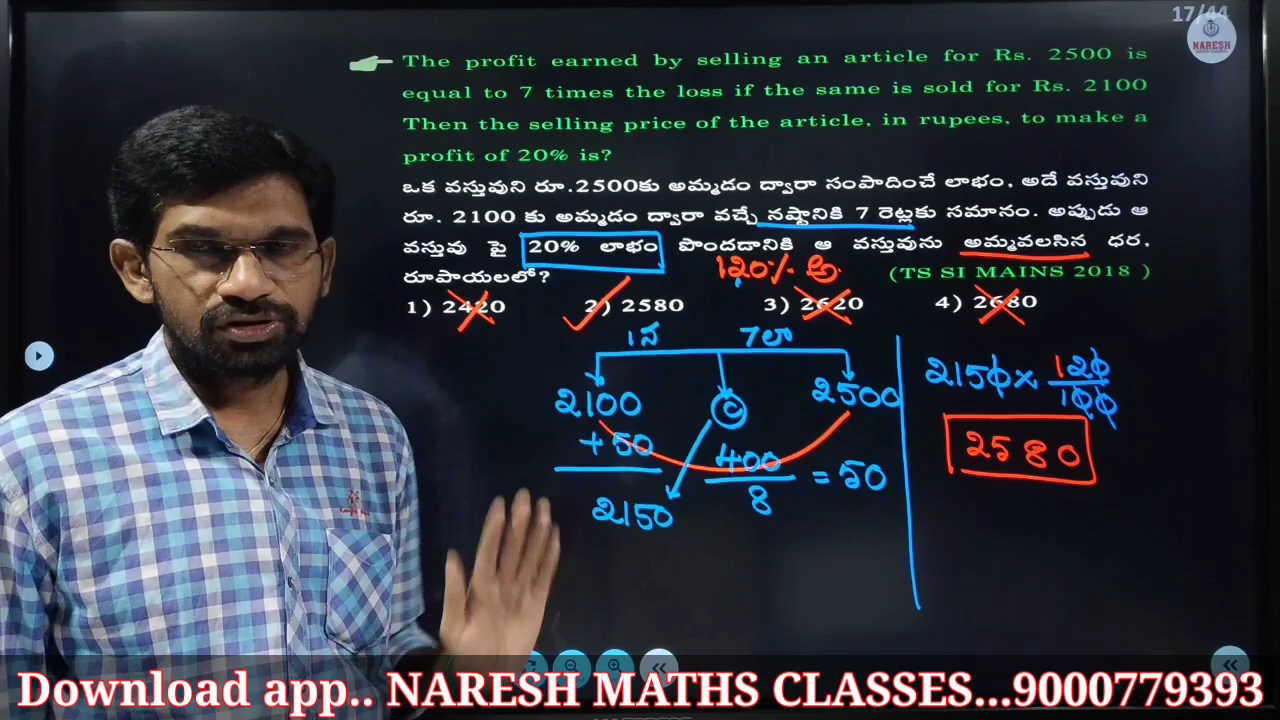 17/44
NARESH
The profit earned by selling an article for Rs. 2500 is
equal to 7 times the loss if the same is sold for Rs. 2100
Then the selling price of the article, in rupees, to make a
profit of 20% is?
ఒక వస్తువుని రూ.2500కు అమ్మడం ద్వారా సంపాదించే లాభం, అదే వస్తువుని
రూ. 2100 కు అమ్మడం ద్వారా వచ్చే నష్టానికి 7 రెట్లకు సమానం. అప్పుడు ఆ
వస్తువు పై 20% లాభం పొందడానికి ఆ వస్తువును అమ్మవలసిన ధర,
రూపాయలలో?
120% అ.
(TS SI MAINS 2018 )
1) 2420 2) 2580 3) 2620 4) 2680
1న 7లా
2100 C 2500
+50
400
8
= 50
2150
2150 × 120
100
2580
Download app.. NARESH MATHS CLASSES...9000779393